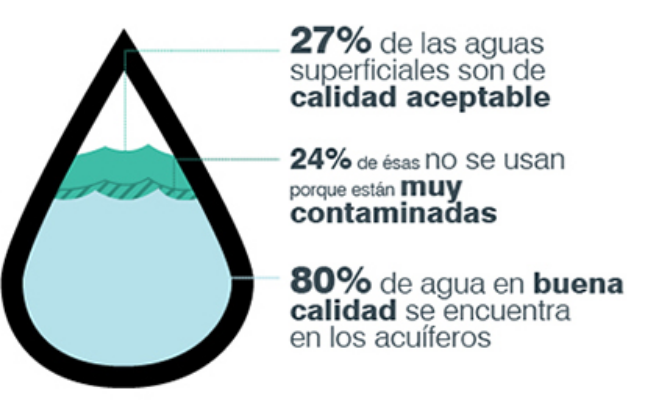 27% de las aguas
superficiales son de
calidad aceptable
24% de ésas no se usan
porque están muy
contaminadas
80% de agua en buena
calidad se encuentra
en los acuíferos